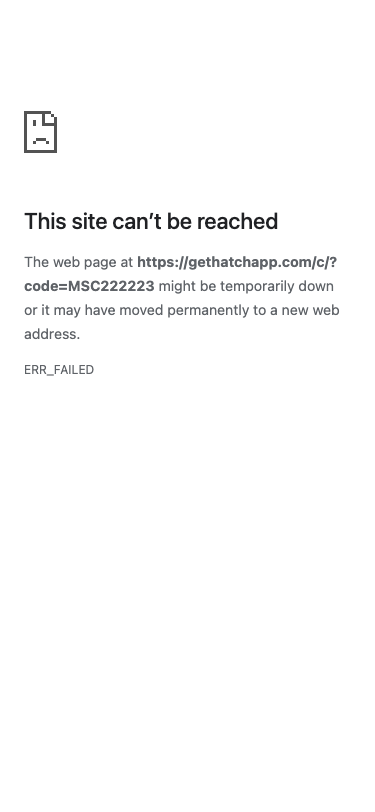 This site can’t be reached
The web page at https://gethatchapp.com/c/?
code=MSC222223 might be temporarily down
or it may have moved permanently to a new web
address.
ERR_FAILED